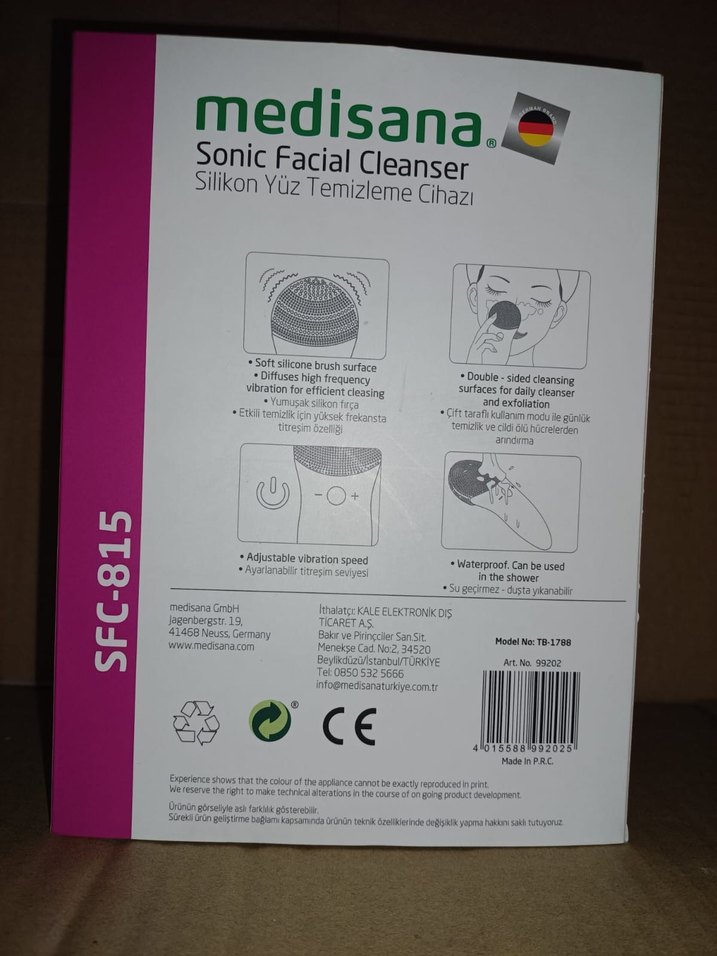 medisana®
GERMAN BRAND
Sonic Facial Cleanser
Silikon Yüz Temizleme Cihazı
• Soft silicone brush surface
• Diffuses high frequency
vibration for efficient cleasing
• Yumuşak silikon fırça
• Etkili temizlik için yüksek frekansta
titreşim özelliği
• Double - sided cleansing
surfaces for daily cleanser
and exfoliation
• Çift taraflı kullanım modu ile günlük
temizlik ve cildi ölü hücrelerden
arındırma
− +
• Adjustable vibration speed
• Ayarlanabilir titreşim seviyesi
• Waterproof. Can be used
in the shower
• Su geçirmez - duşta yıkanabilir
SFC-815
medisana GmbH
Jagenbergstr. 19,
41468 Neuss, Germany
www.medisana.com
İthalatçı: KALE ELEKTRONİK DIŞ
TİCARET A.Ş.
Bakır ve Pirinççiler San.Sit.
Menekşe Cad. No:2, 34520
Beylikdüzü/İstanbul/TÜRKİYE
Tel: 0850 532 5666
info@medisanaturkiye.com.tr
Model No: TB-1788
Art. No. 99202
4 015588 992025
Made in P.R.C.
®
CE
Experience shows that the colour of the appliance cannot be exactly reproduced in print.
We reserve the right to make technical alterations in the course of on going product development.
Ürünün görseliyle aslı farklılık gösterebilir.
Sürekli ürün geliştirme bağlamı kapsamında ürünün teknik özelliklerinde değişiklik yapma hakkını saklı tutuyoruz.